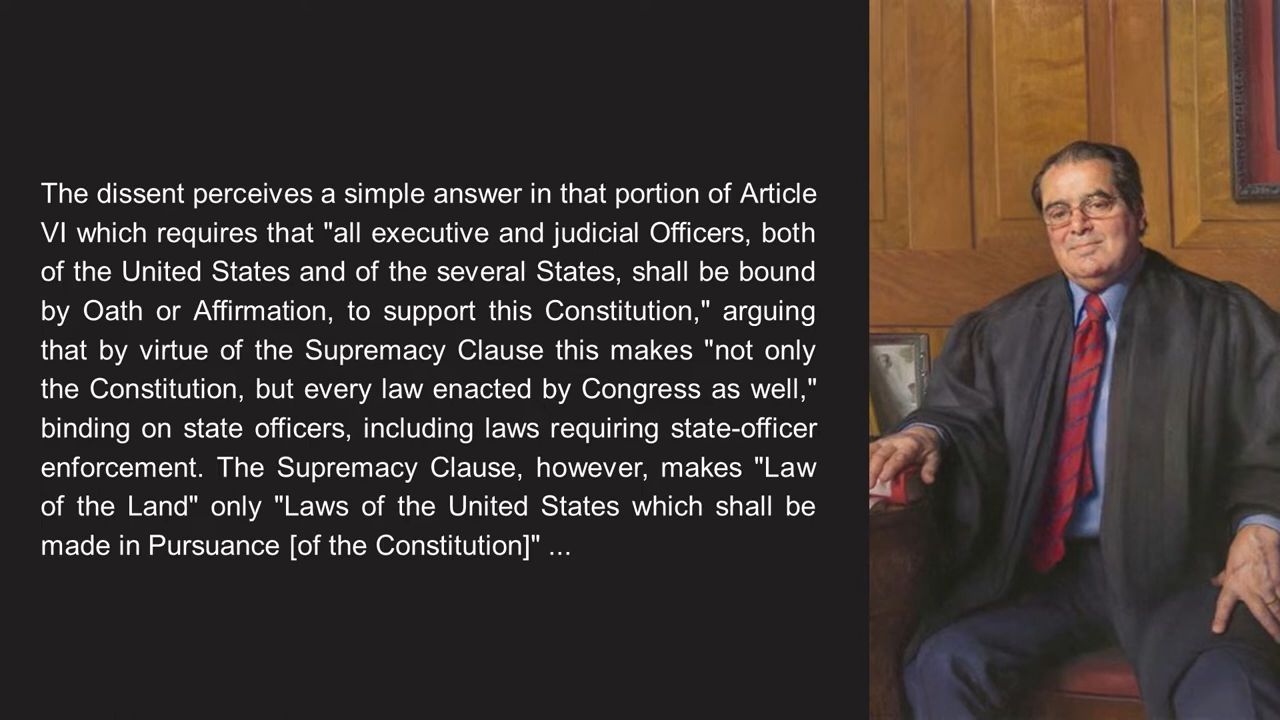 The dissent perceives a simple answer in that portion of Article
VI which requires that "all executive and judicial Officers, both
of the United States and of the several States, shall be bound
by Oath or Affirmation, to support this Constitution," arguing
that by virtue of the Supremacy Clause this makes "not only
the Constitution, but every law enacted by Congress as well,"
binding on state officers, including laws requiring state-officer
enforcement. The Supremacy Clause, however, makes "Law
of the Land" only "Laws of the United States which shall be
made in Pursuance [of the Constitution]" ...